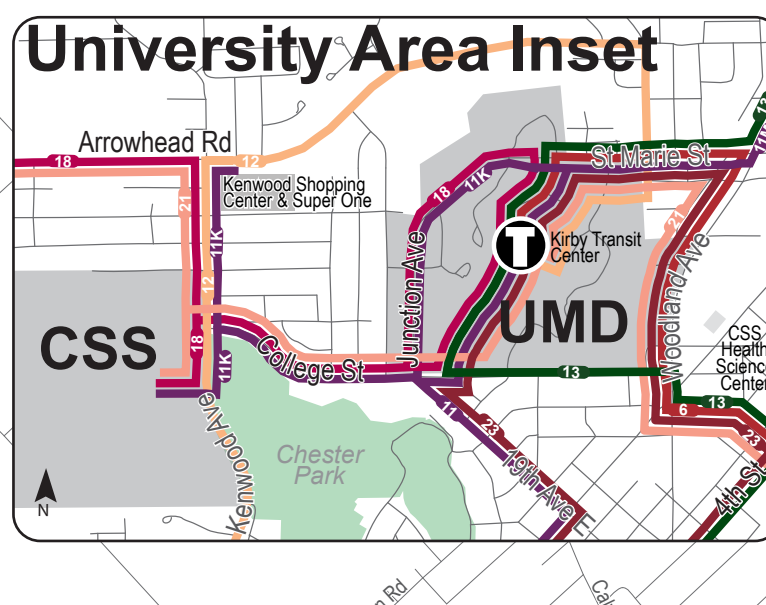 University Area Inset
13
Arrowhead Rd
18
12
St Marie St
11K
Kenwood Shopping
Center & Super One
18
11K
21
21
11K
Kirby Transit
Center
T
Junction Ave
Woodland Ave
12
UMD
CSS
18
College St
CSS
Health
Science
Center
11K
13
Kenwood Ave
11
23
13
6
23
Chester
Park
19th Ave E
4th St
N
n Rd